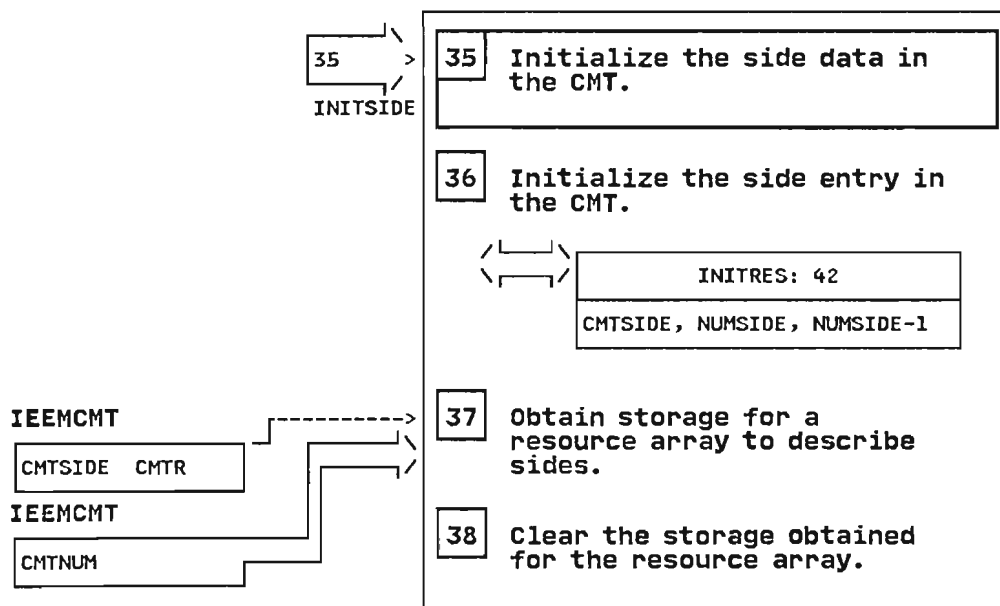 35
INITSIDE
35 Initialize the side data in
the CMT.
36 Initialize the side entry in
the CMT.
INITRES: 42
CMTSIDE, NUMSIDE, NUMSIDE-1
IEEMCMT
CMTSIDE CMTR
IEEMCMT
CMTNUM
37 Obtain storage for a
resource array to describe
sides.
38 Clear the storage obtained
for the resource array.